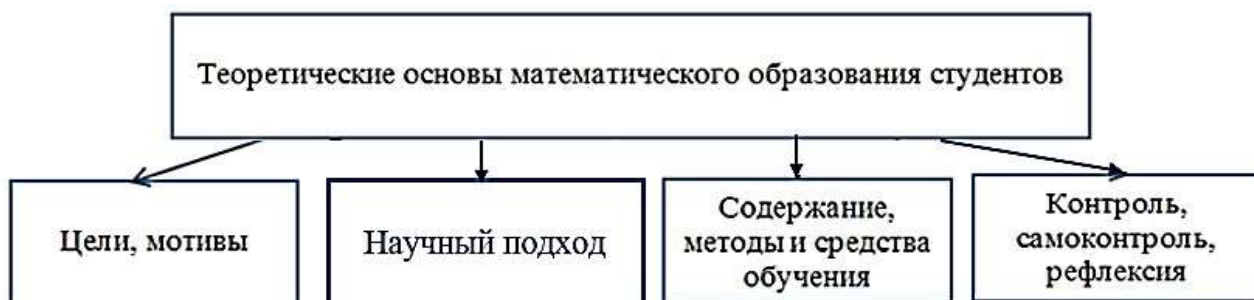 Теоретические основы математического образования студентов
Цели, мотивы
Научный подход
Содержание,
методы и средства
обучения
Контроль,
самоконтроль,
рефлексия